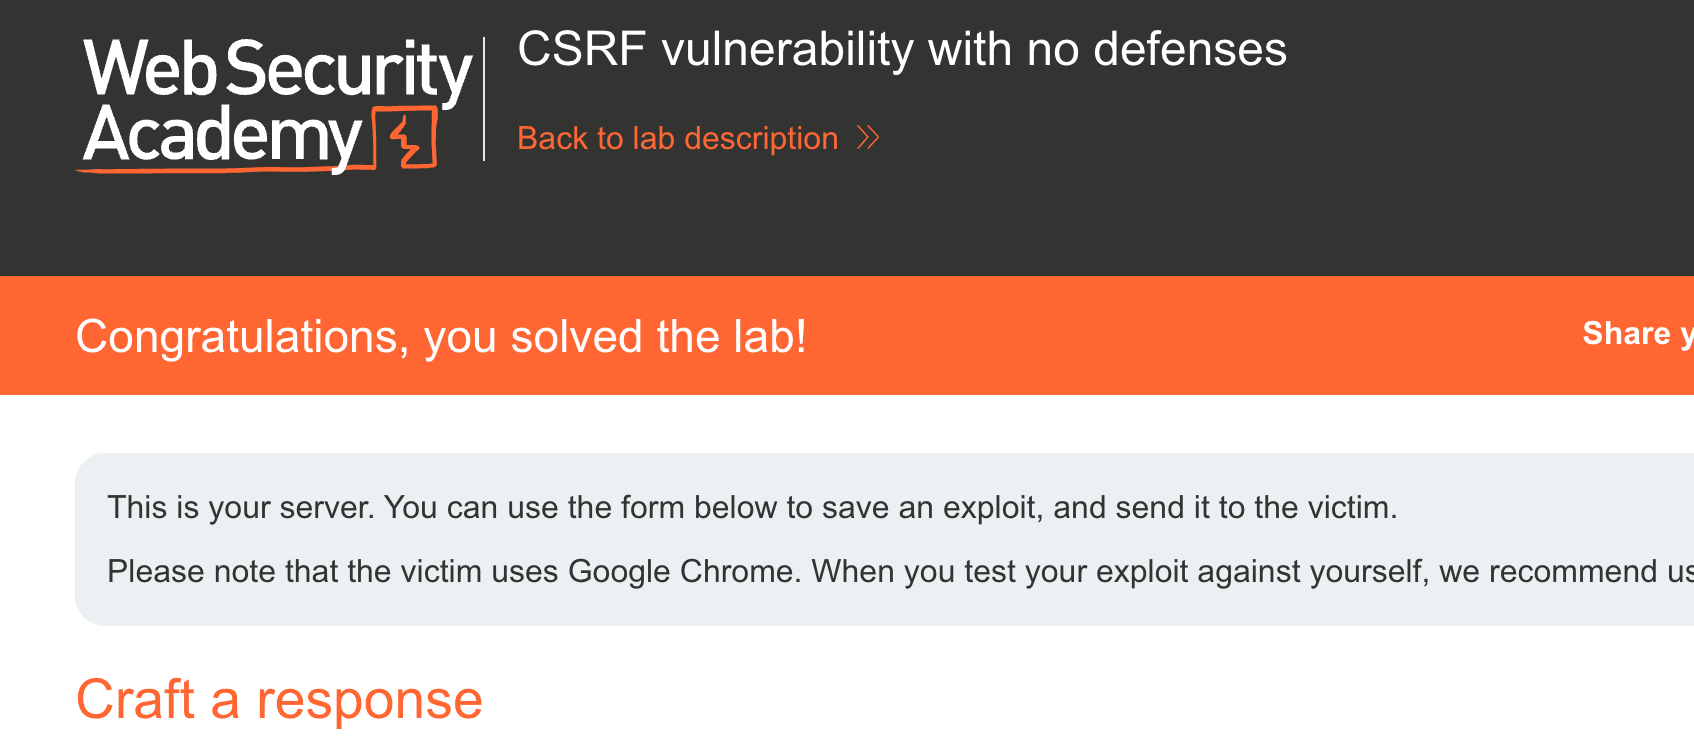 Web Security
Academy
CSRF vulnerability with no defenses
Back to lab description
Congratulations, you solved the lab!
Share y
This is your server. You can use the form below to save an exploit, and send it to the victim.
Please note that the victim uses Google Chrome. When you test your exploit against yourself, we recommend us
Craft a response